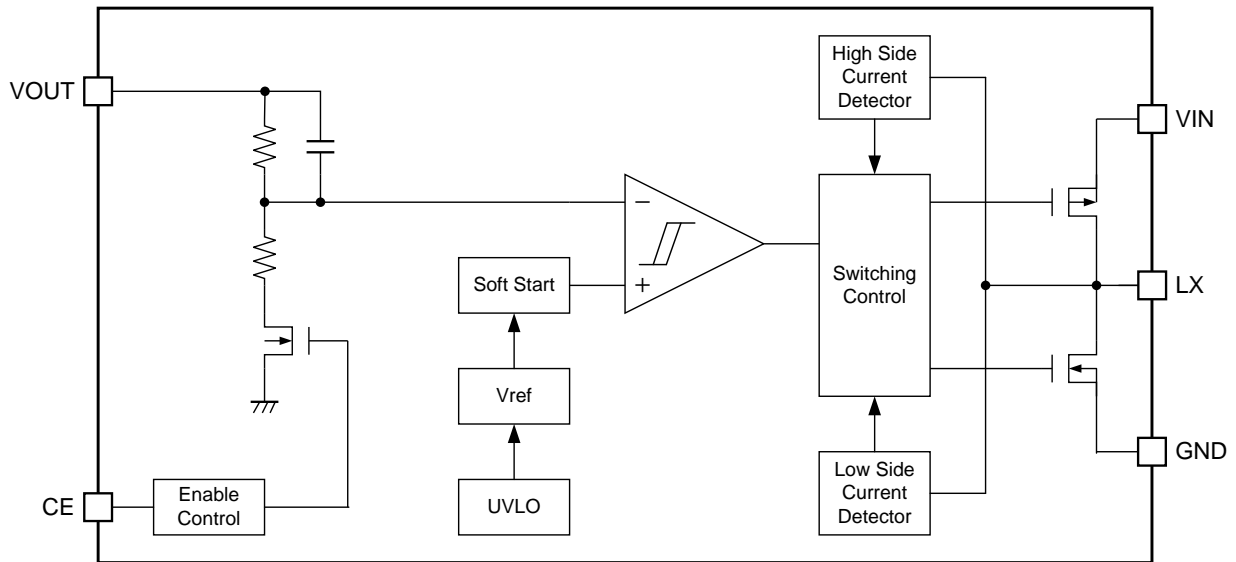 High Side
Current
Detector
VOUT
VIN
−
Soft Start
+
Switching
Control
LX
Vref
GND
CE
Enable
Control
UVLO
Low Side
Current
Detector